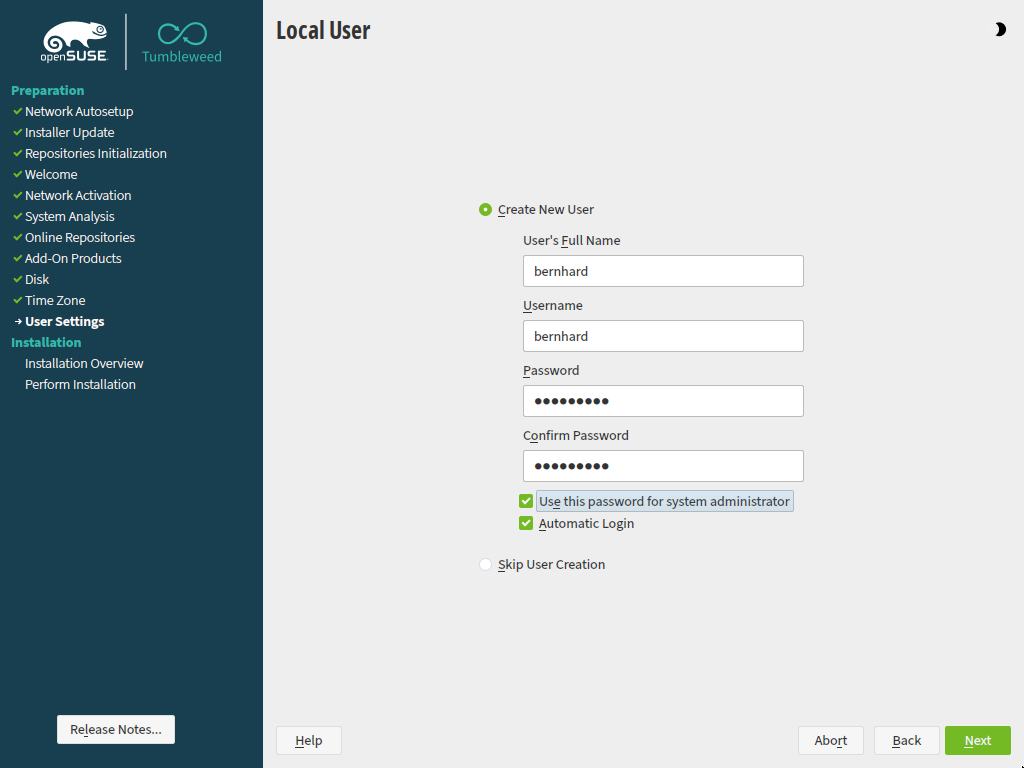 openSUSE
Tumbleweed
Preparation
Network Autosetup
Installer Update
Repositories Initialization
Welcome
Network Activation
System Analysis
Online Repositories
Add-On Products
Disk
Time Zone
User Settings
Installation
Installation Overview
Perform Installation
Release Notes...
Local User
Create New User
User's Full Name
bernhard
Username
bernhard
Password
●●●●●●●●●
Confirm Password
●●●●●●●●●
Use this password for system administrator
Automatic Login
Skip User Creation
Help
Abort
Back
Next